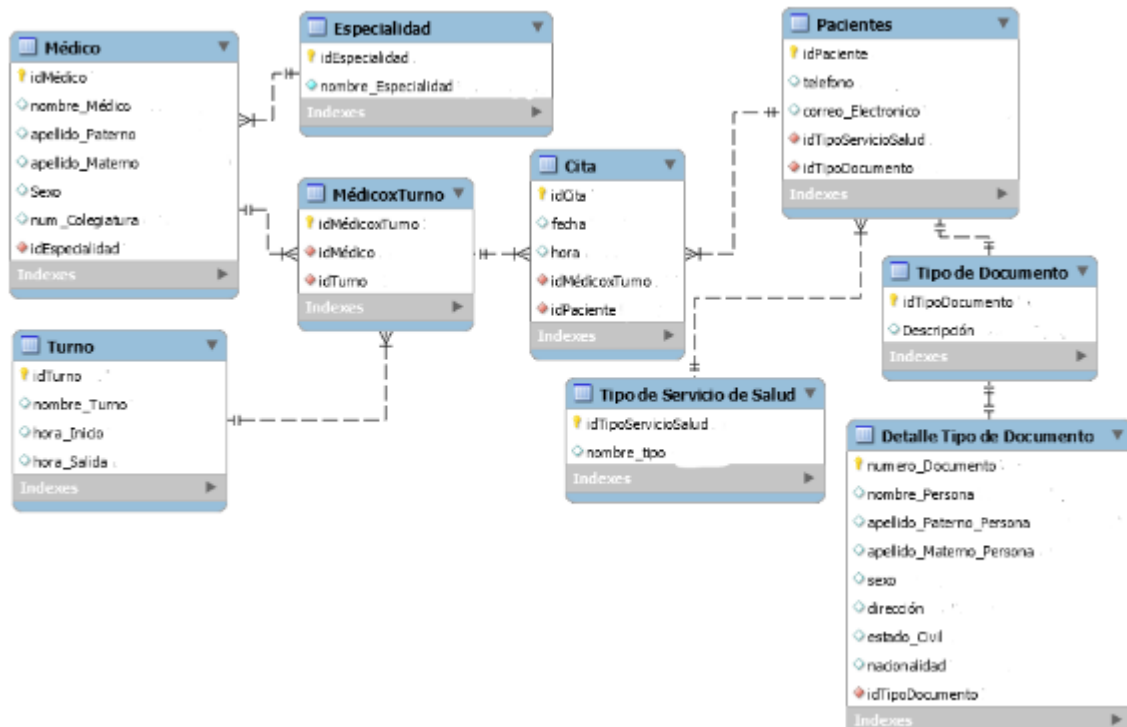 Médico
idMédico
nombre_Médico
apellido_Paterno
apellido_Materno
Sexo
num_Colegiatura
idEspecialidad
Indexes
Especialidad
idEspecialidad
nombre_Especialidad
Indexes
Pacientes
idPaciente
telefono
correo_Electronico
idTipoServicioSalud
idTipoDocumento
Indexes
MédicoxTurno
idMédicoxTurno
idMédico
idTurno
Indexes
Cita
idCita
fecha
hora
idMédicoxTurno
idPaciente
Indexes
Turno
idTurno
nombre_Turno
hora_Inicio
hora_Salida
Indexes
Tipo de Documento
idTipoDocumento
Descripción
Indexes
Tipo de Servicio de Salud
idTipoServicioSalud
nombre_tipo
Indexes
Detalle Tipo de Documento
numero_Documento
nombre_Persona
apellido_Paterno_Persona
apellido_Materno_Persona
sexo
dirección
estado_Civil
nacionalidad
idTipoDocumento
Indexes